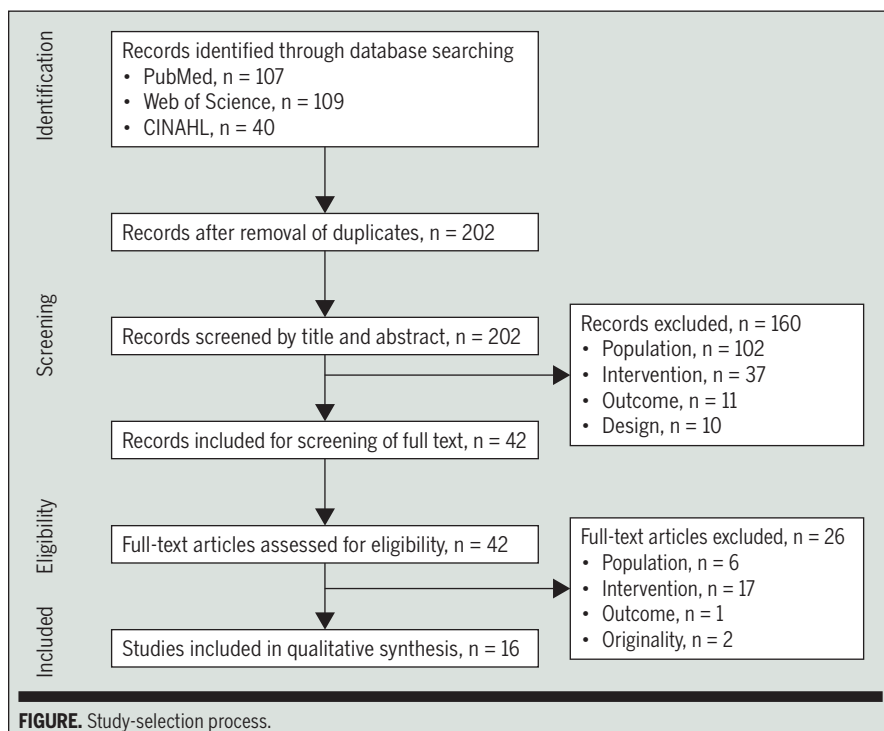 Identification
Records identified through database searching
• PubMed, n = 107
• Web of Science, n = 109
• CINAHL, n = 40
Records after removal of duplicates, n = 202
Screening
Records screened by title and abstract, n = 202
Records excluded, n = 160
• Population, n = 102
• Intervention, n = 37
• Outcome, n = 11
• Design, n = 10
Records included for screening of full text, n = 42
Eligibility
Full-text articles assessed for eligibility, n = 42
Full-text articles excluded, n = 26
• Population, n = 6
• Intervention, n = 17
• Outcome, n = 1
• Originality, n = 2
Included
Studies included in qualitative synthesis, n = 16
FIGURE. Study-selection process.